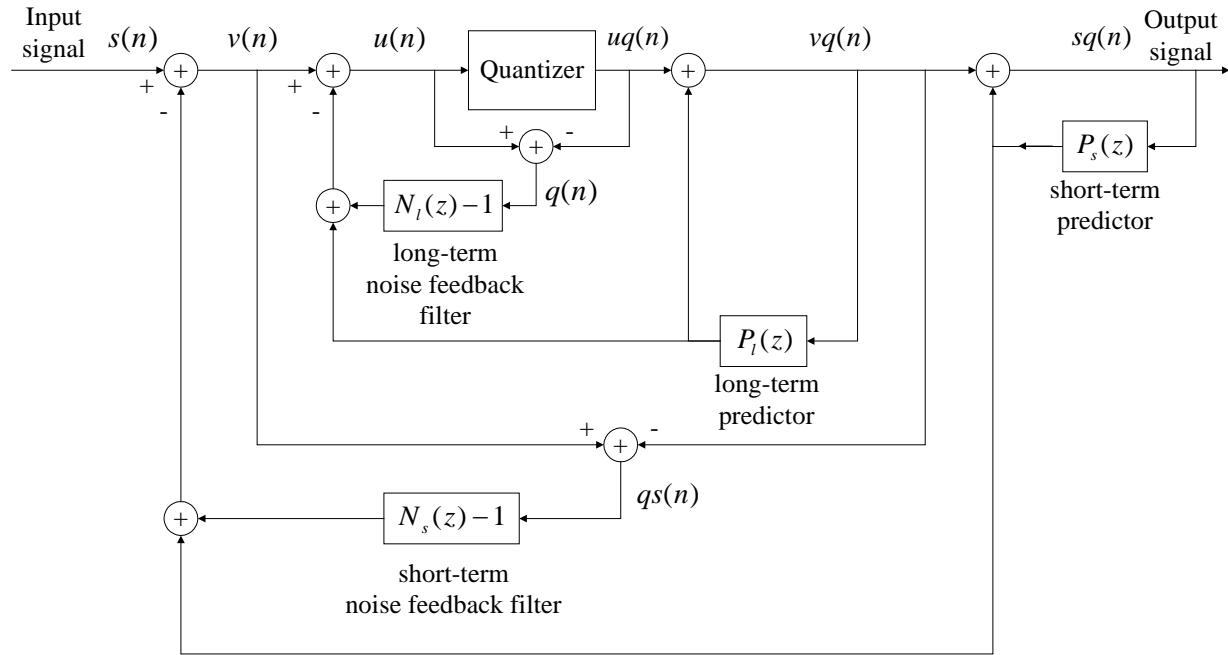 Input
signal
s(n)
v(n)
u(n)
Quantizer
uq(n)
vq(n)
sq(n)
Output
signal
+
+
+
+
+
-
+
-
+
-
+
P_s(z)
short-term
predictor
q(n)
+
N_l(z) − 1
long-term
noise feedback
filter
P_l(z)
long-term
predictor
+
-
+
qs(n)
+
N_s(z) − 1
short-term
noise feedback filter